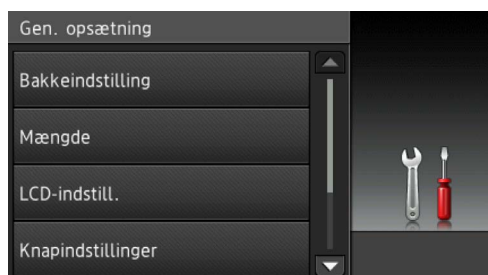 Gen. opsætning
Bakkeindstilling
Mængde
LCD-indstill.
Knapindstillinger